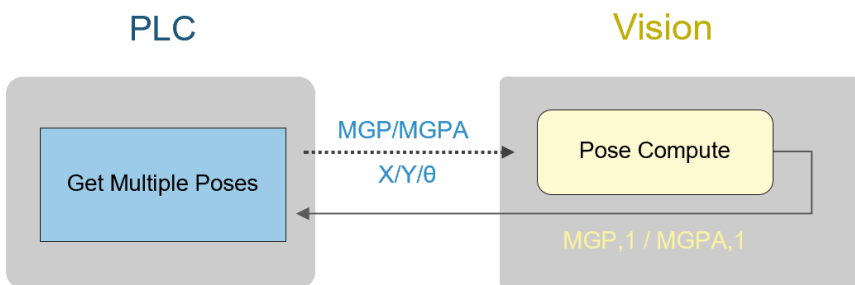 PLC
Vision
MGP/MGPA
Get Multiple Poses
X/Y/θ
Pose Compute
MGP,1 / MGPA,1